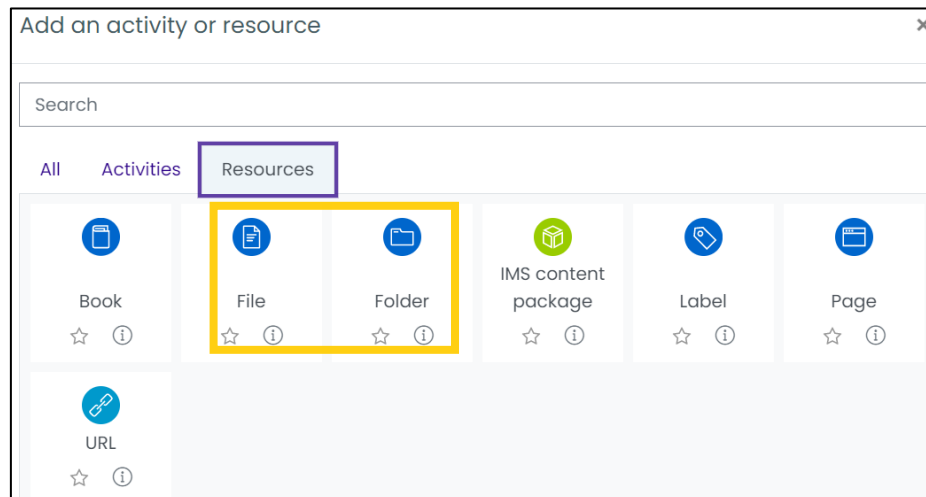 Add an activity or resource
Search
All Activities Resources
Book File Folder IMS content package Label Page
URL